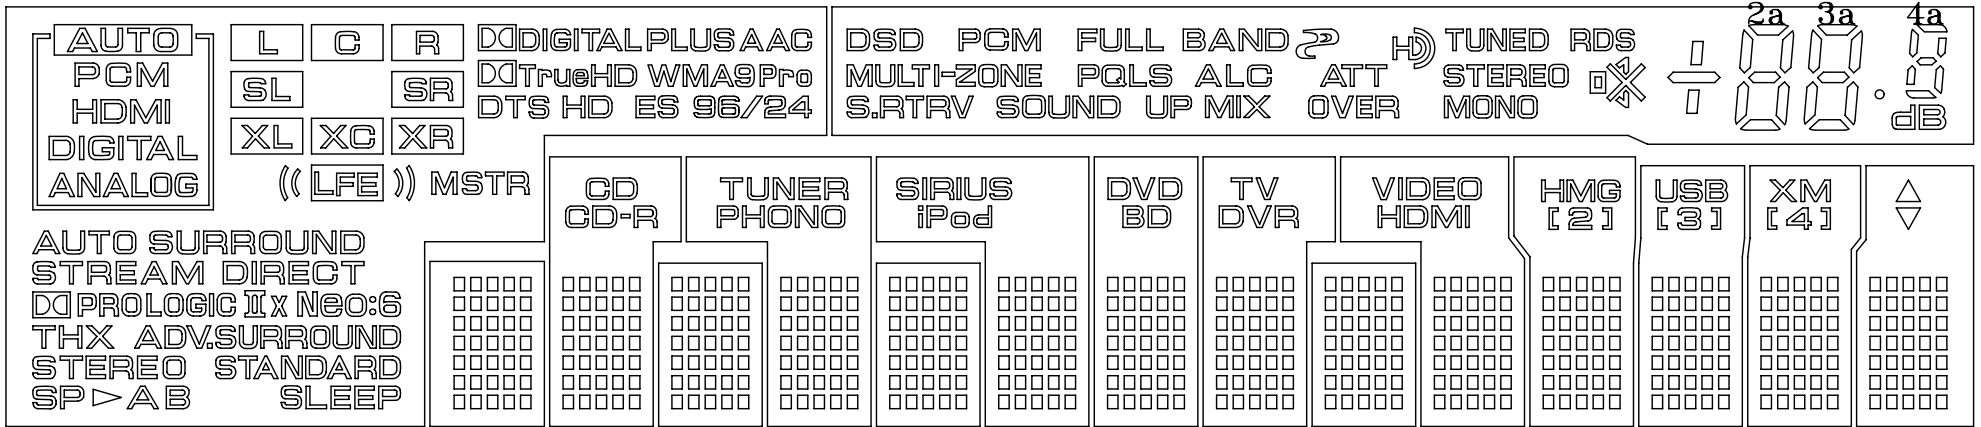 AUTO
PCM
HDMI
DIGITAL
ANALOG
L C R
SL SR
XL XC XR
LFE MSTR
DIGITAL PLUS AAC
TrueHD WMA9Pro
DTS HD ES 96/24
DSD PCM FULL BAND
MULTI-ZONE PQLS ALC ATT
S.RTRV SOUND UP MIX OVER
HD TUNED RDS
STEREO
MONO
2a 3a 4a
dB
AUTO SURROUND
STREAM DIRECT
PROLOGIC II x Neo:6
THX ADV.SURROUND
STEREO STANDARD
SP ▷ A B SLEEP
CD
CD-R
TUNER
PHONO
SIRIUS
iPod
DVD
BD
TV
DVR
VIDEO
HDMI
HMG
[2]
USB
[3]
XM
[4]